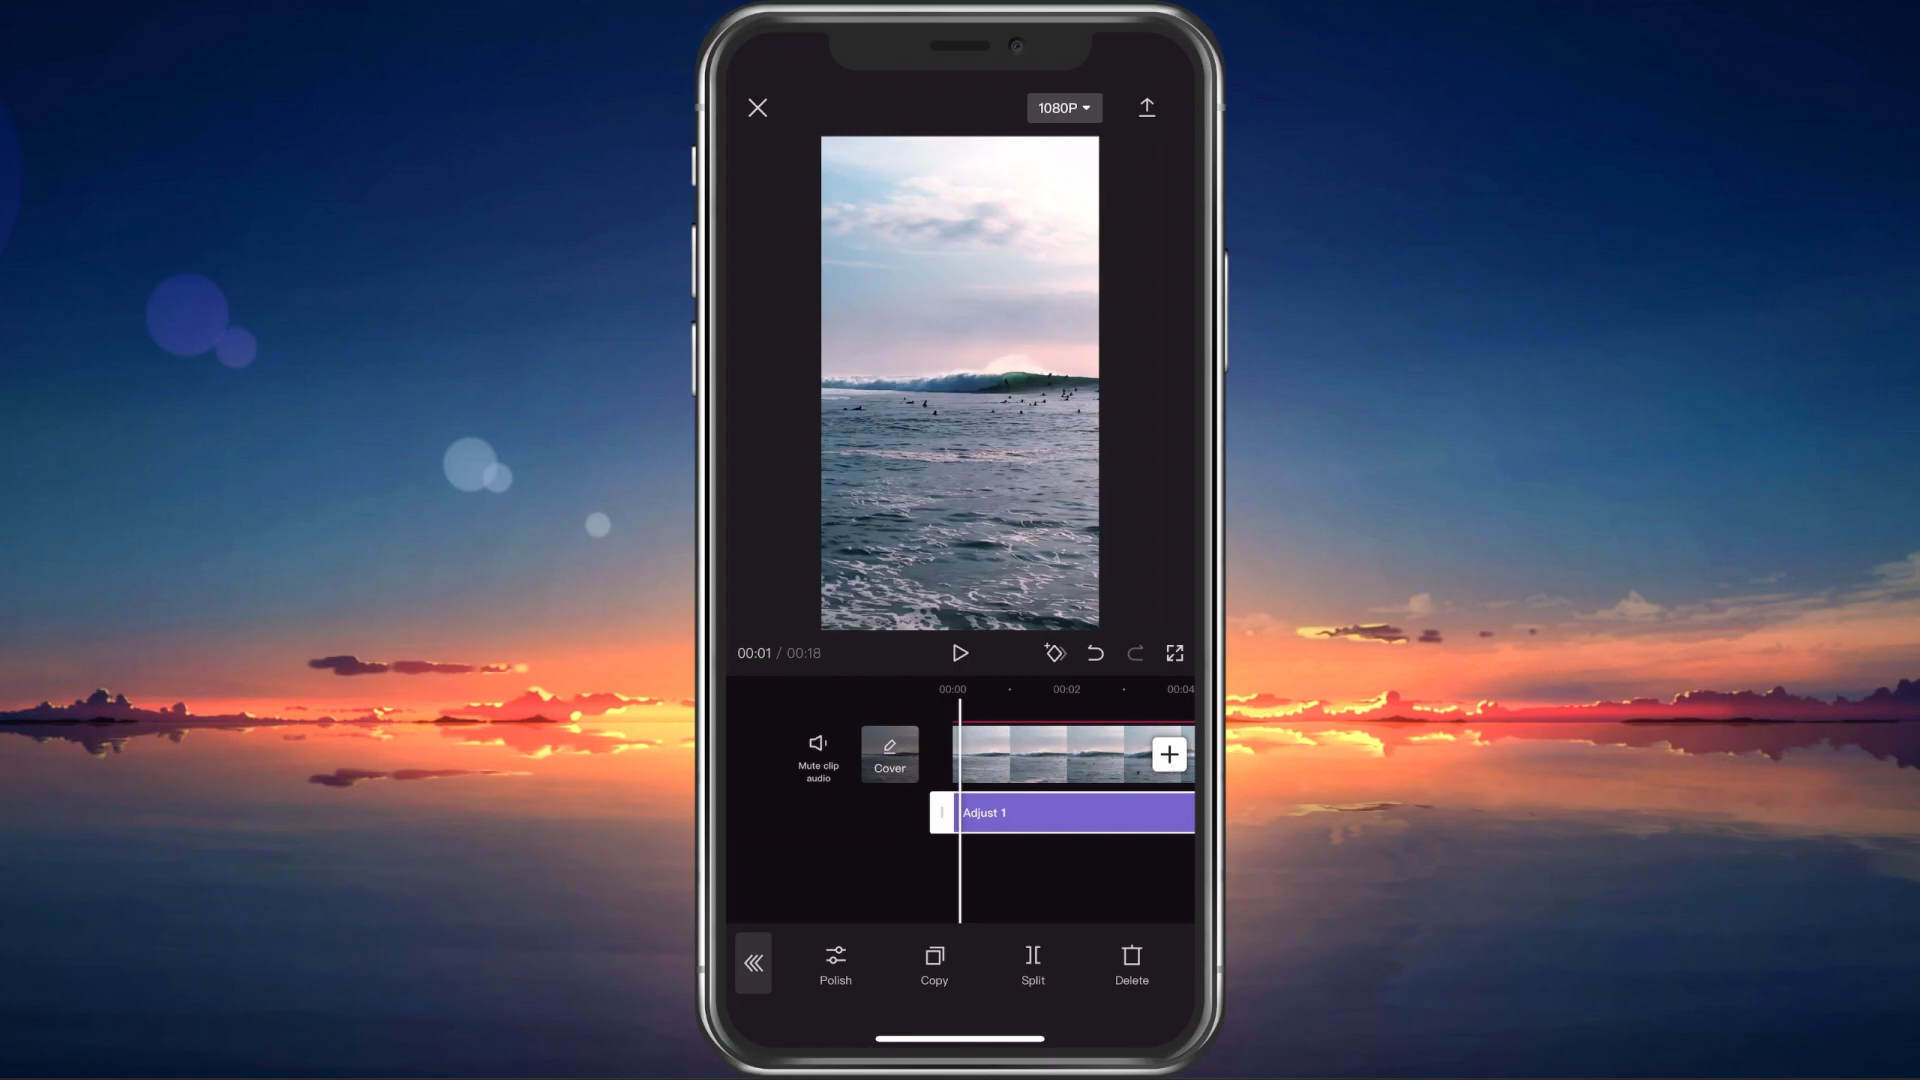 1080P
00:01 / 00:18
00:00
00:02
00:04
Mute clip
audio
Cover
Adjust 1
Polish
Copy
Split
Delete